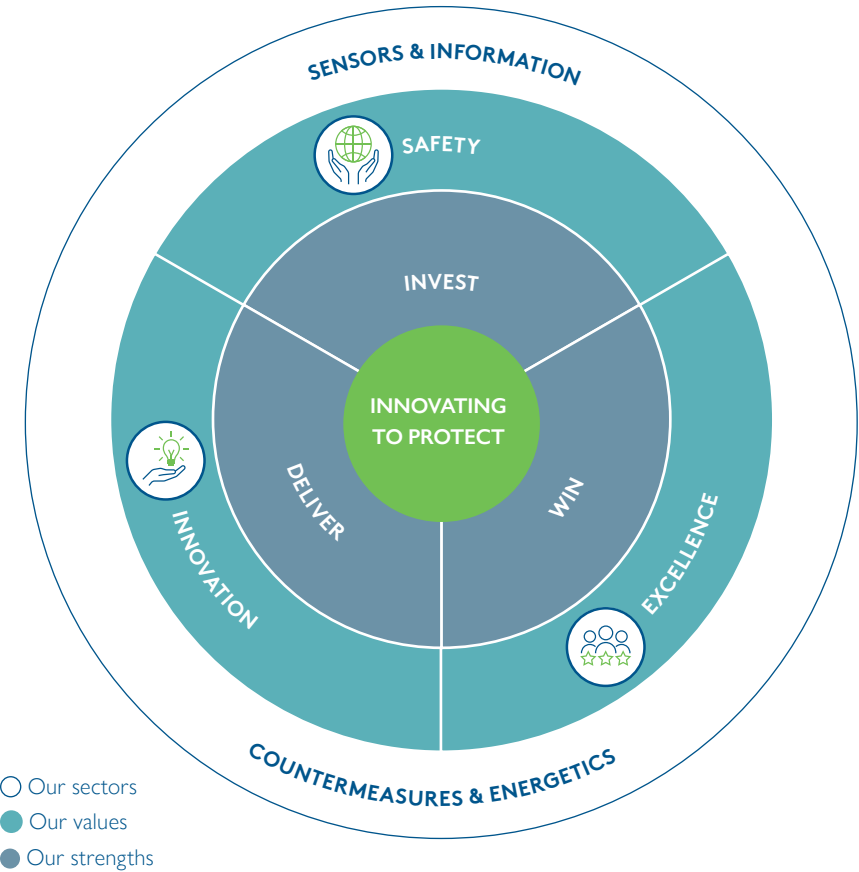 SENSORS & INFORMATION
SAFETY
INVEST
INNOVATING
TO PROTECT
DELIVER
WIN
INNOVATION
EXCELLENCE
COUNTERMEASURES & ENERGETICS
Our sectors
Our values
Our strengths